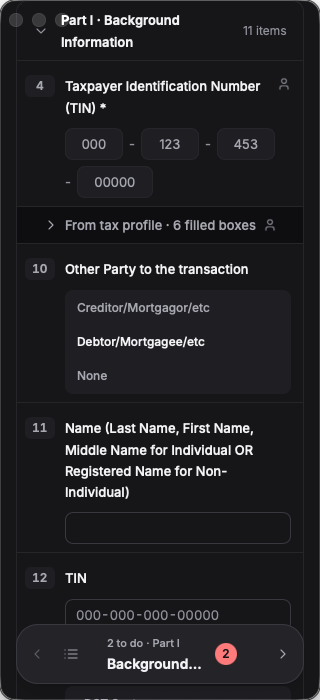 Part I · Background
Information
11 items
4
Taxpayer Identification Number
(TIN) *
000 - 123 - 453
- 00000
From tax profile · 6 filled boxes
10
Other Party to the transaction
Creditor/Mortgagor/etc
Debtor/Mortgagee/etc
None
11
Name (Last Name, First Name,
Middle Name for Individual OR
Registered Name for Non-
Individual)
12
TIN
000-000-000-00000
2 to do · Part I
Background...
2